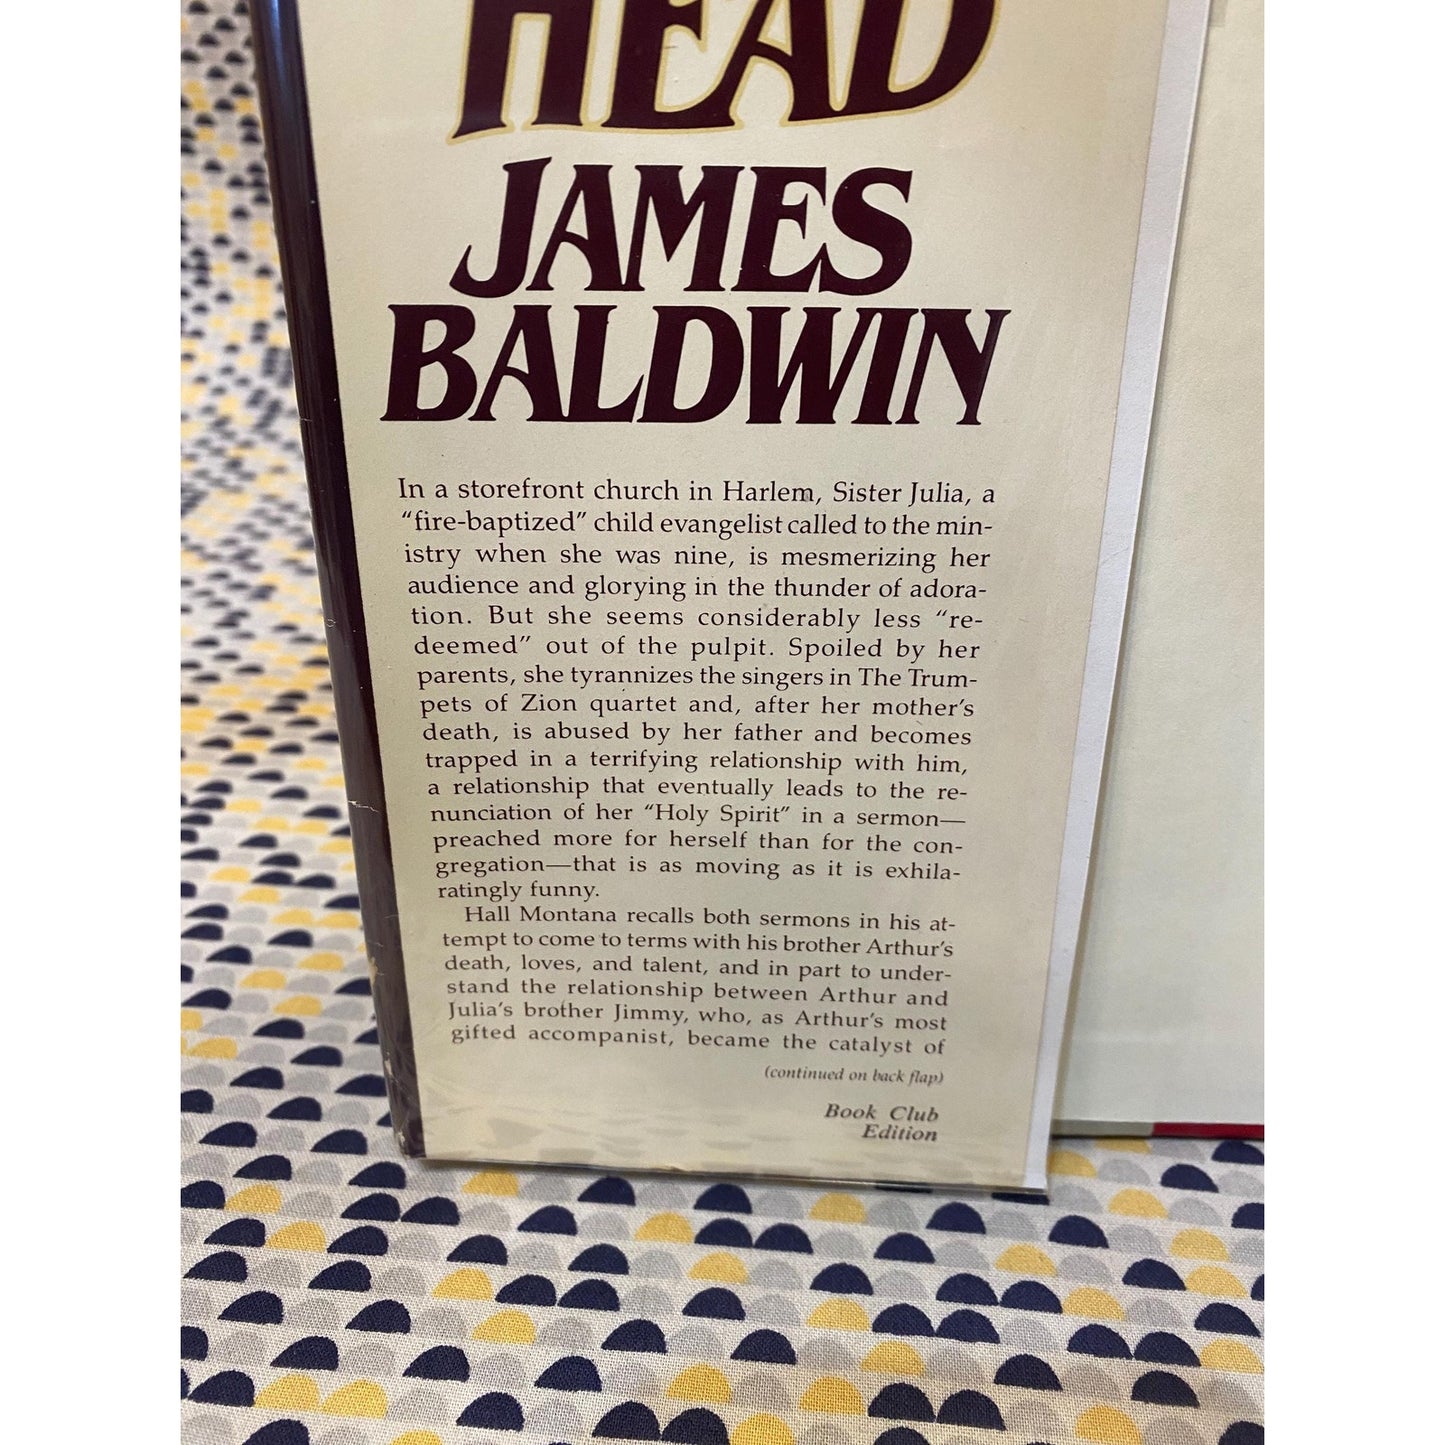 HEAD
JAMES
BALDWIN
In a storefront church in Harlem, Sister Julia, a
“fire-baptized” child evangelist called to the min-
istry when she was nine, is mesmerizing her
audience and glorying in the thunder of adora-
tion. But she seems considerably less “re-
deemed” out of the pulpit. Spoiled by her
parents, she tyrannizes the singers in The Trum-
pets of Zion quartet and, after her mother’s
death, is abused by her father and becomes
trapped in a terrifying relationship with him,
a relationship that eventually leads to the re-
nunciation of her “Holy Spirit” in a sermon—
preached more for herself than for the con-
gregation—that is as moving as it is exhila-
ratingly funny.
Hall Montana recalls both sermons in his at-
tempt to come to terms with his brother Arthur’s
death, loves, and talent, and in part to under-
stand the relationship between Arthur and
Julia’s brother Jimmy, who, as Arthur’s most
gifted accompanist, became the catalyst of
(continued on back flap)
Book Club
Edition